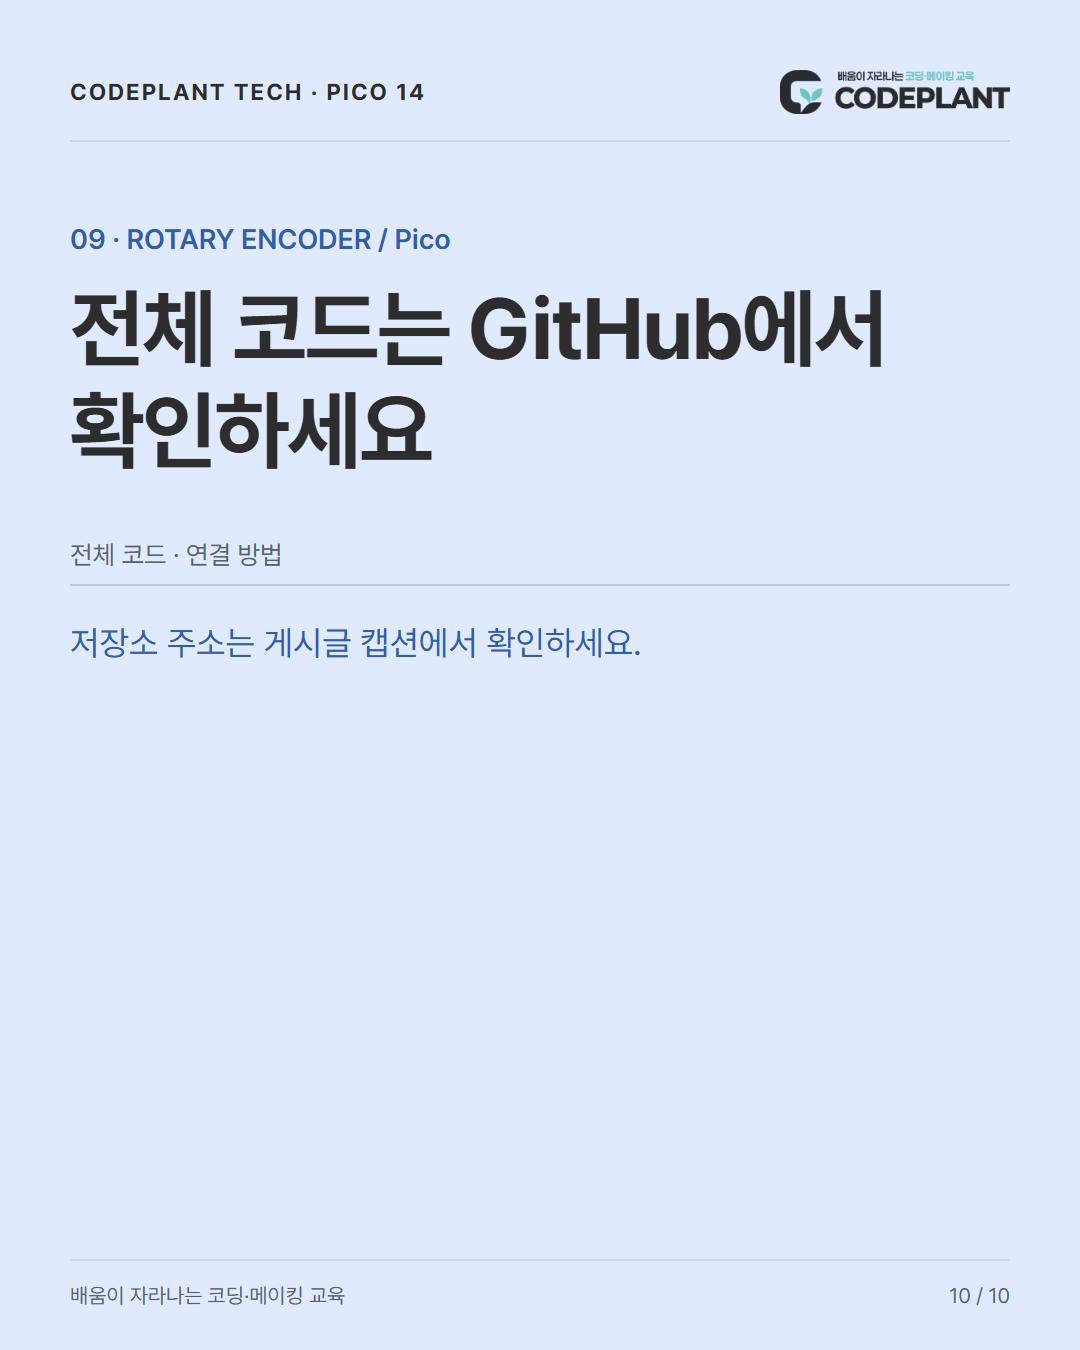 CODEPLANT TECH · PICO 14
배움이 자라나는 코딩·메이킹 교육
CODEPLANT
09 · ROTARY ENCODER / Pico
전체 코드는 GitHub에서
확인하세요
전체 코드 · 연결 방법
저장소 주소는 게시글 캡션에서 확인하세요.
배움이 자라나는 코딩·메이킹 교육
10 / 10